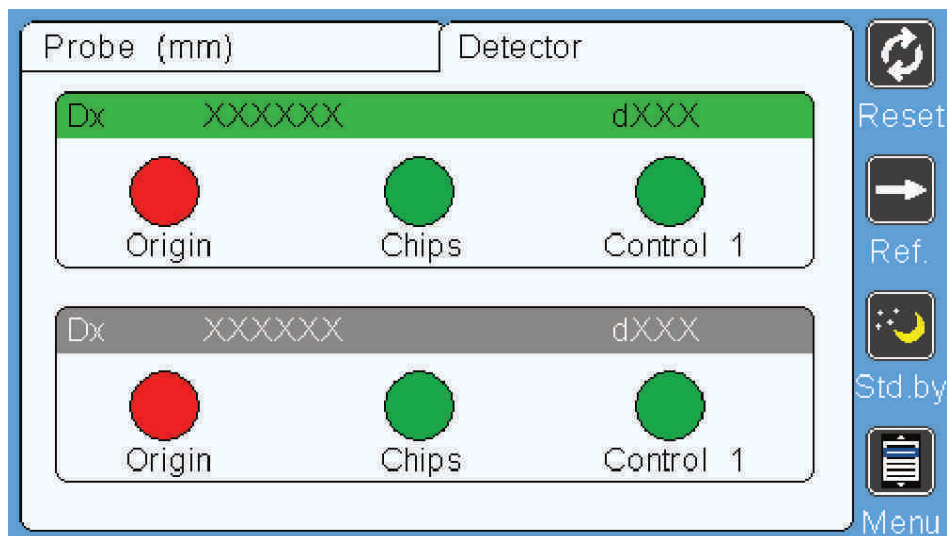 Probe (mm)
Detector
Dx XXXXXX dXXX
Origin Chips Control 1
Dx XXXXXX dXXX
Origin Chips Control 1
Reset
Ref.
Std.by
Menu